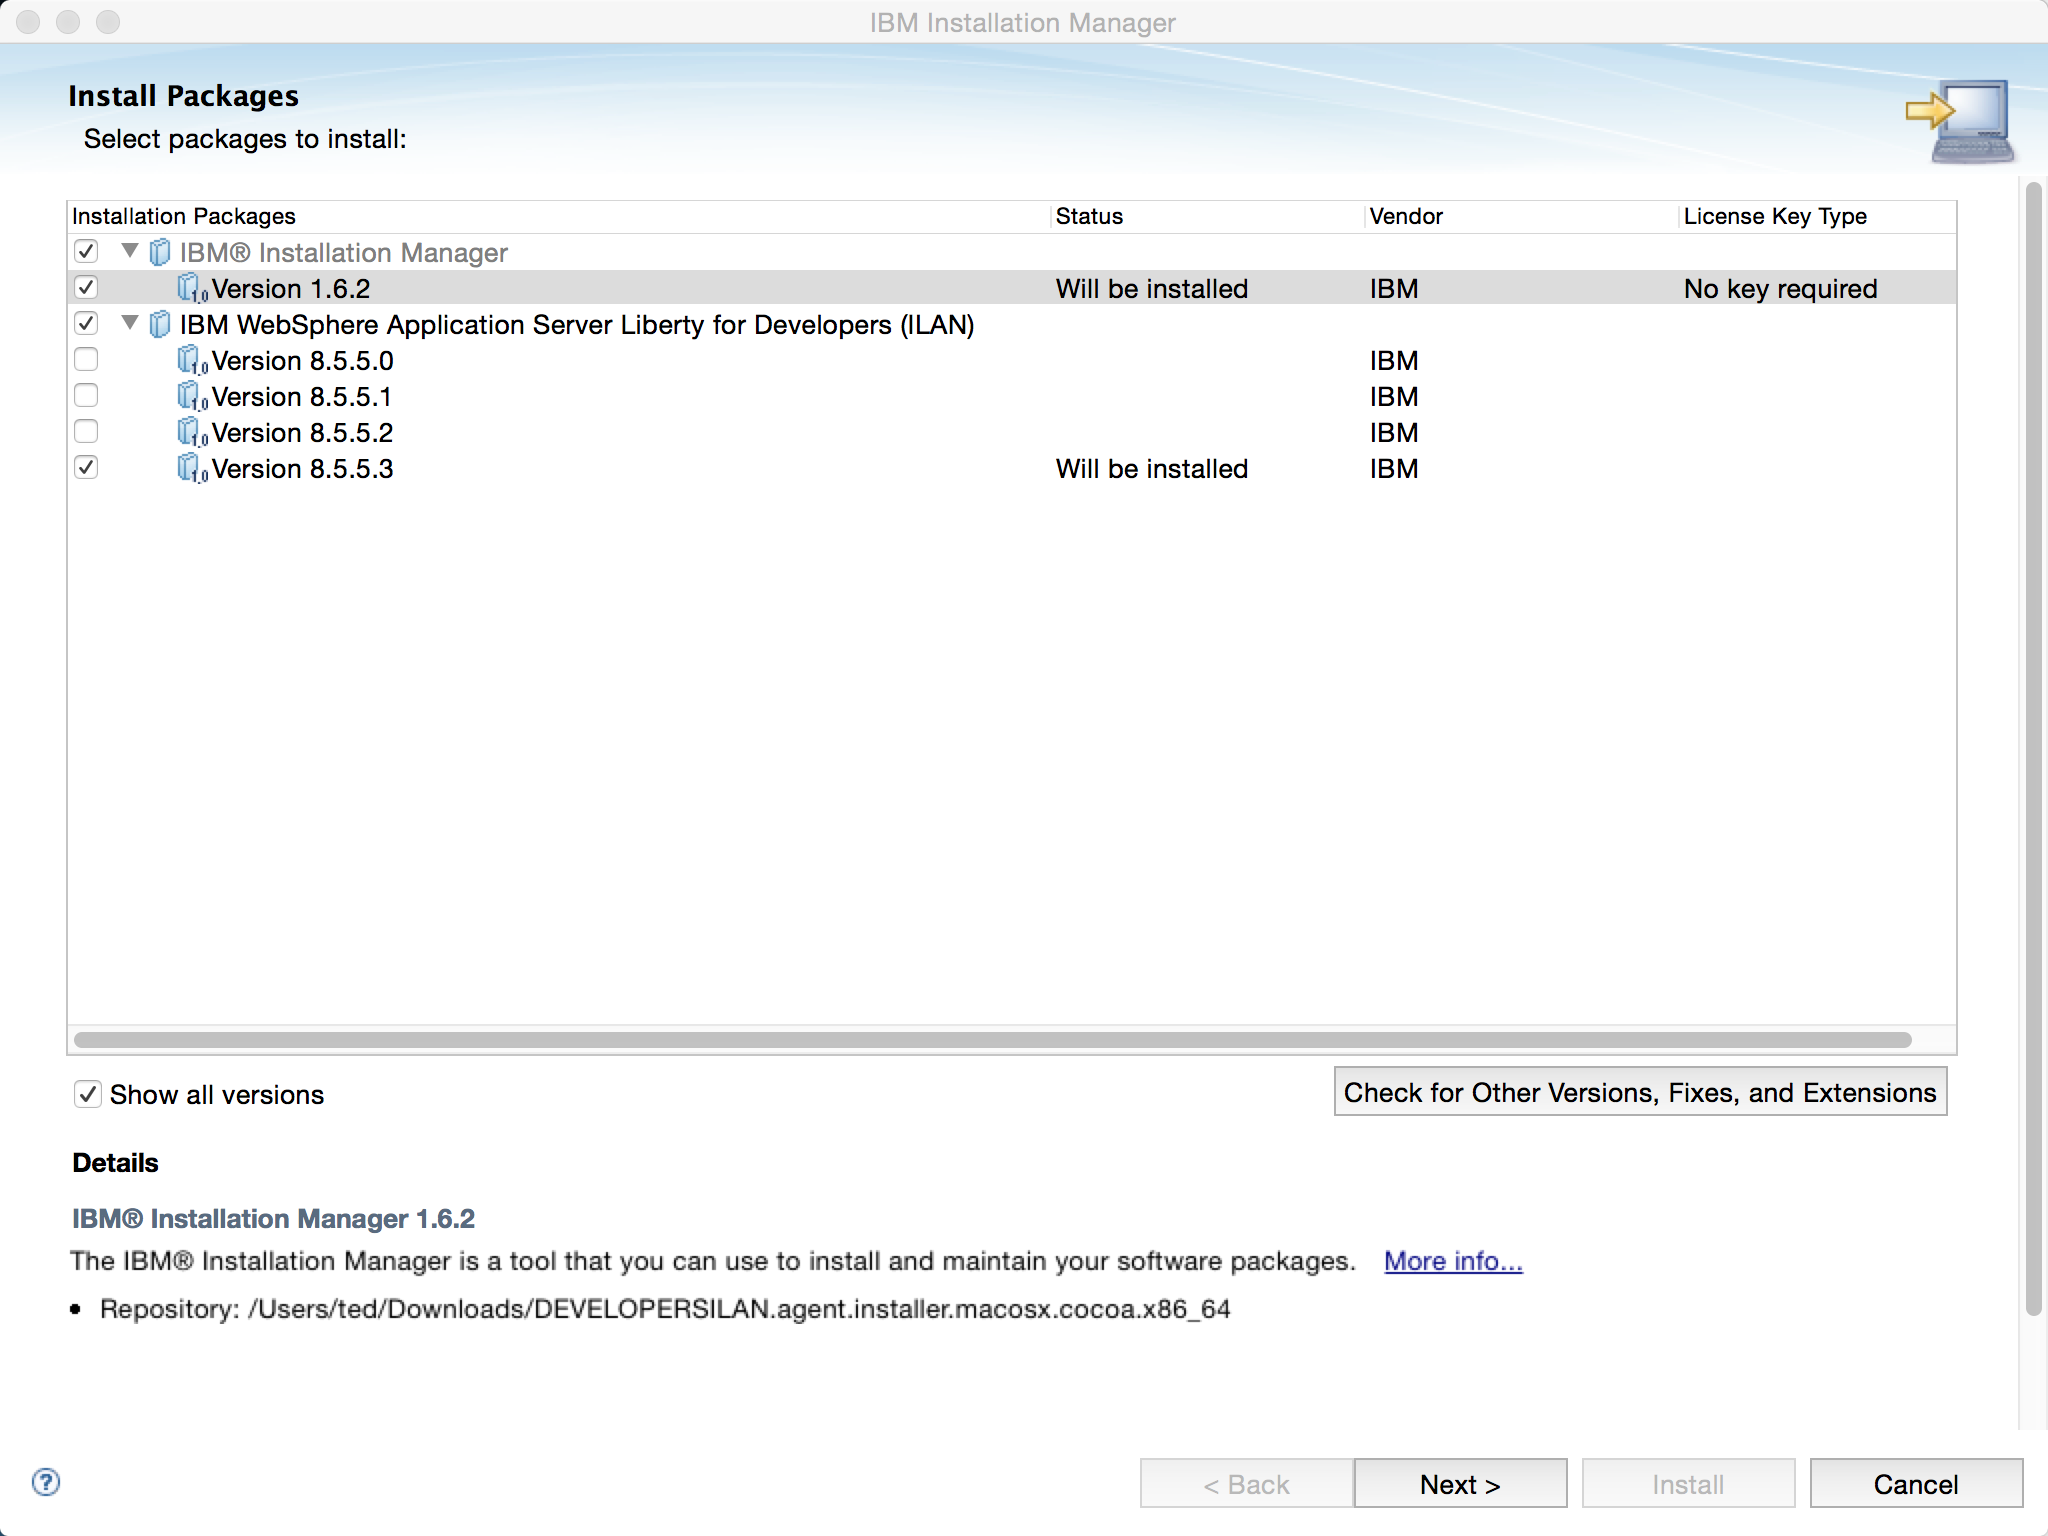 IBM Installation Manager
Install Packages
Select packages to install:
Installation Packages Status Vendor License Key Type
IBM® Installation Manager
Version 1.6.2 Will be installed IBM No key required
IBM WebSphere Application Server Liberty for Developers (ILAN)
Version 8.5.5.0 IBM
Version 8.5.5.1 IBM
Version 8.5.5.2 IBM
Version 8.5.5.3 Will be installed IBM
Show all versions Check for Other Versions, Fixes, and Extensions
Details
IBM® Installation Manager 1.6.2
The IBM® Installation Manager is a tool that you can use to install and maintain your software packages. More info...
• Repository: /Users/ted/Downloads/DEVELOPERSILAN.agent.installer.macosx.cocoa.x86_64
? < Back Next > Install Cancel